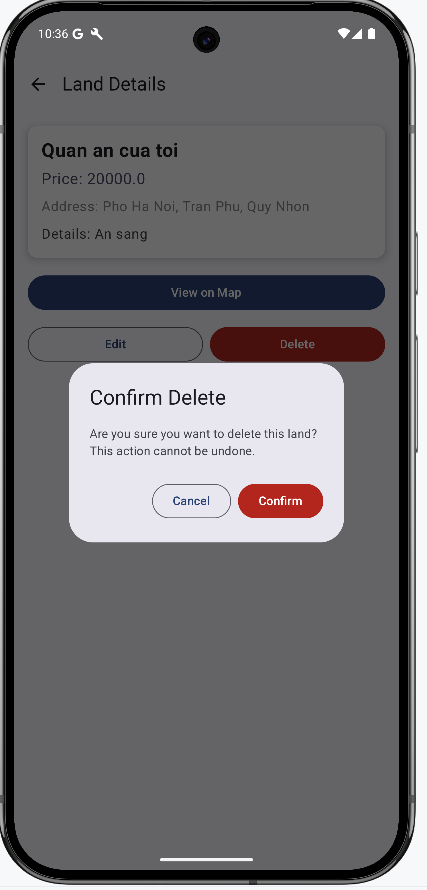 10:36 G
Land Details
Quan an cua toi
Price: 20000.0
Address: Pho Ha Noi, Tran Phu, Quy Nhon
Details: An sang
View on Map
Edit
Delete
Confirm Delete
Are you sure you want to delete this land?
This action cannot be undone.
Cancel
Confirm